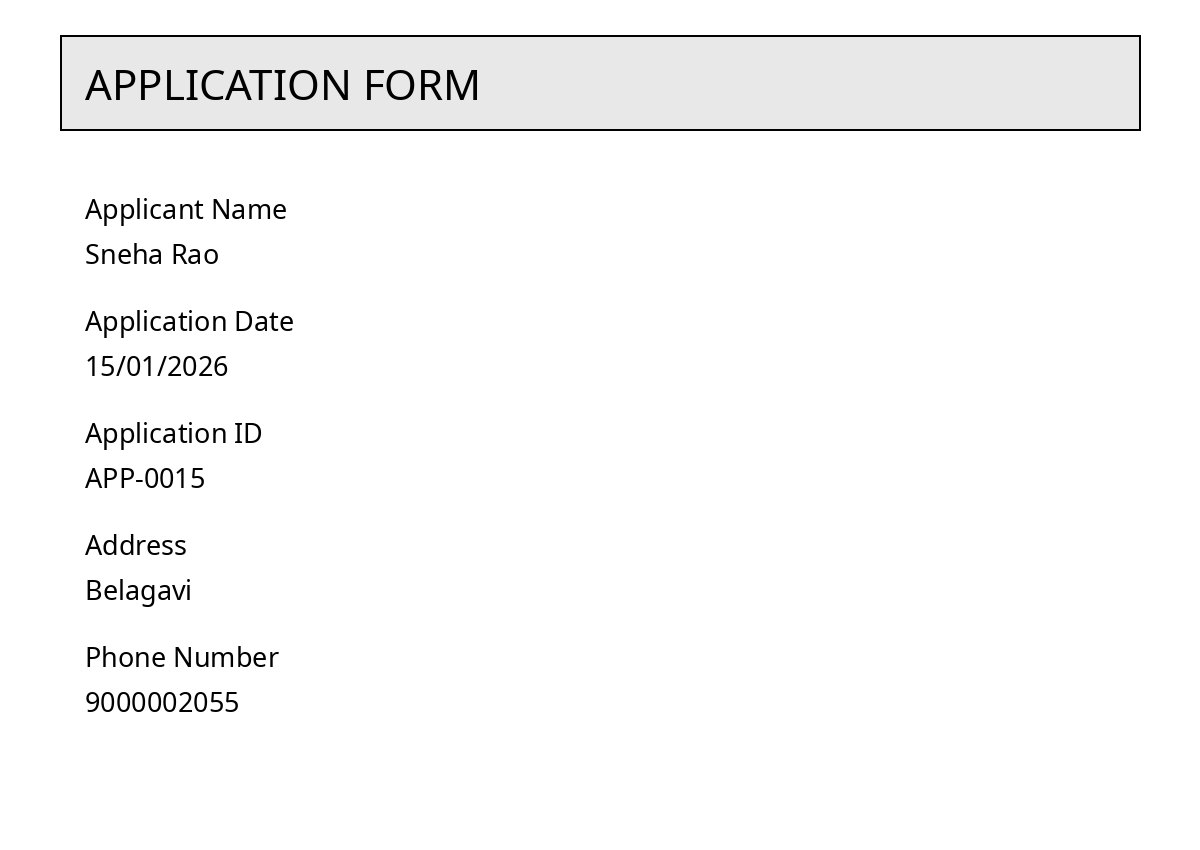 APPLICATION FORM
Applicant Name
Sneha Rao
Application Date
15/01/2026
Application ID
APP-0015
Address
Belagavi
Phone Number
9000002055